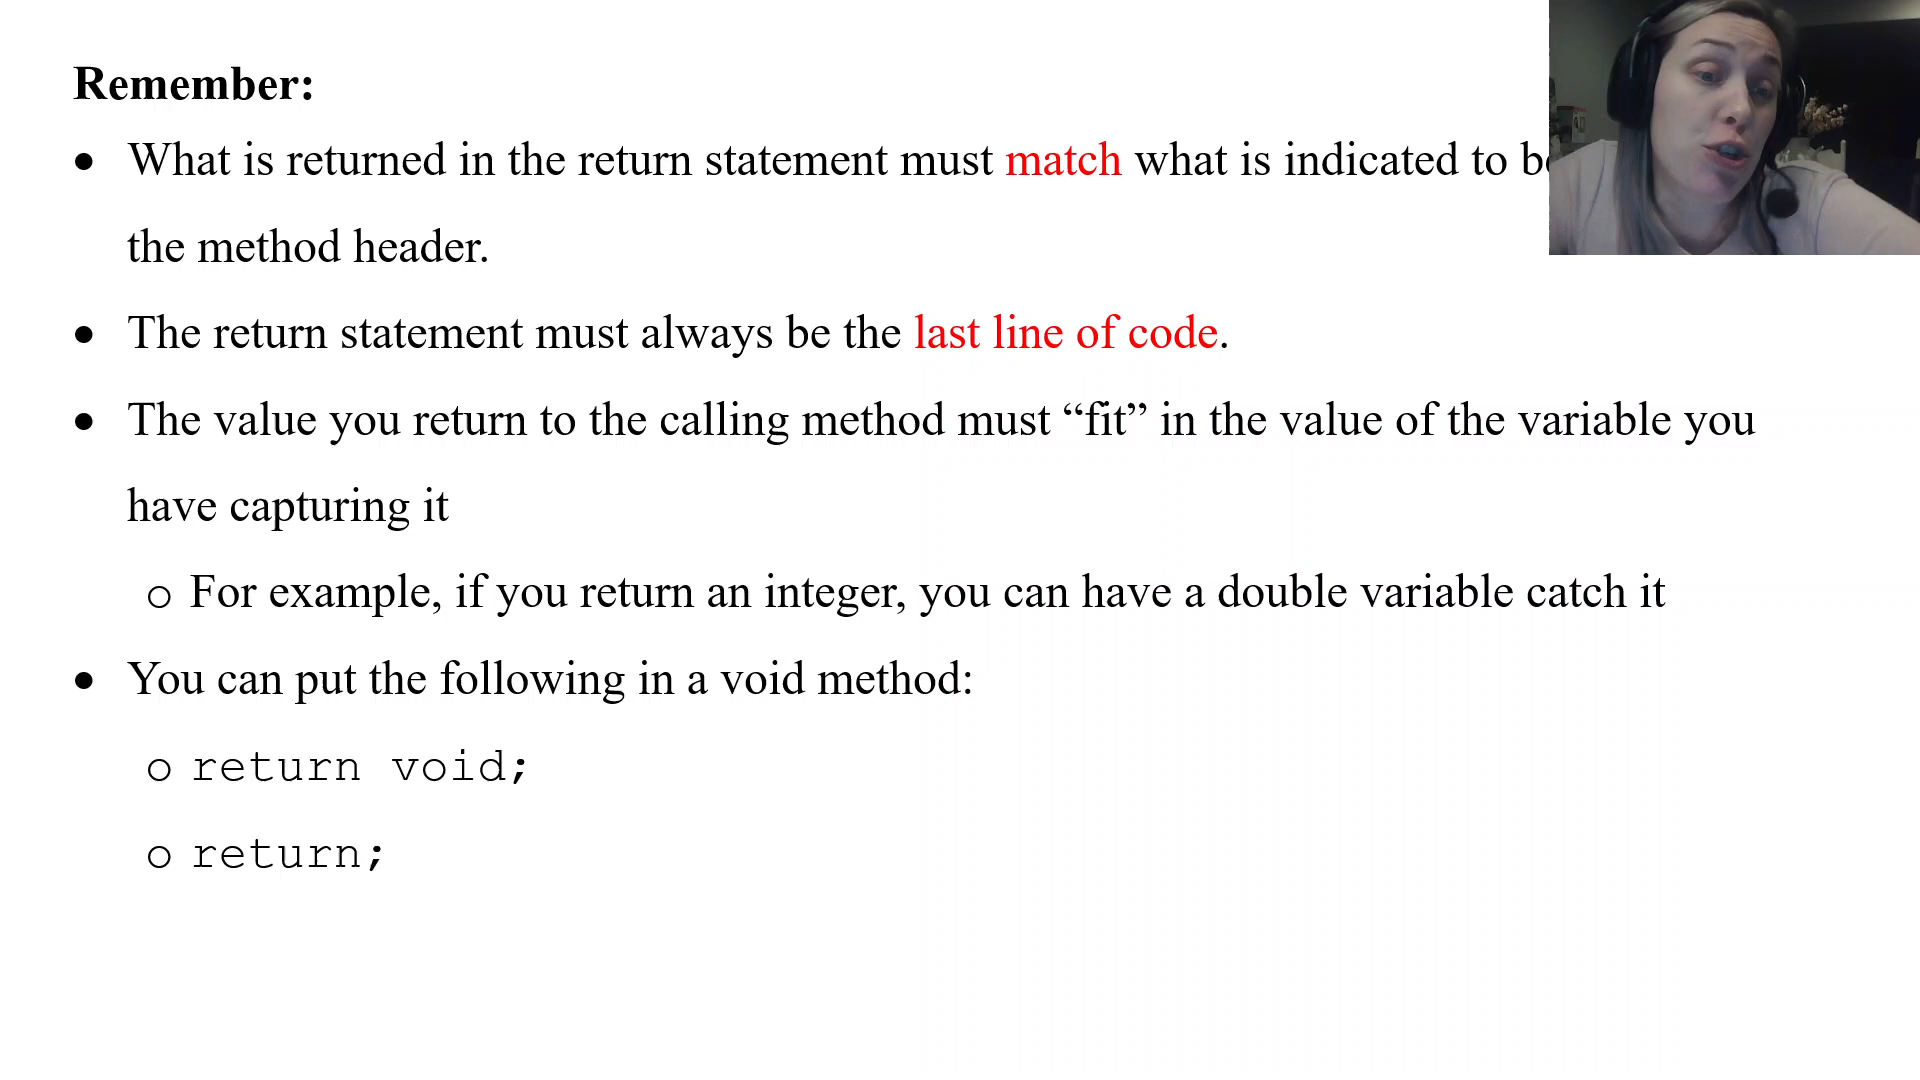 Remember:
• What is returned in the return statement must match what is indicated to
the method header.
• The return statement must always be the last line of code.
• The value you return to the calling method must “fit” in the value of the variable you
have capturing it
o For example, if you return an integer, you can have a double variable catch it
• You can put the following in a void method:
o return void;
o return;